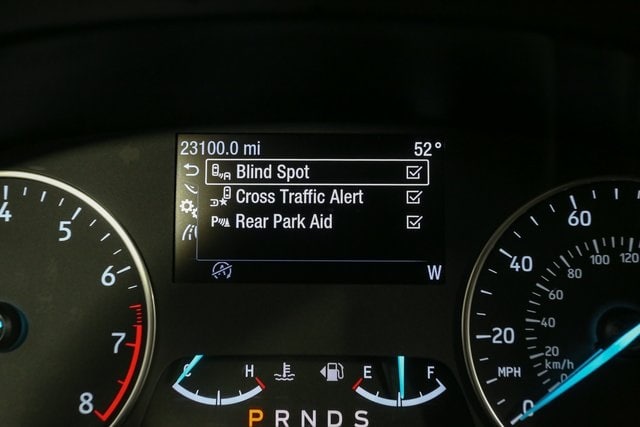 23100.0 mi 52°
Blind Spot
Cross Traffic Alert
P Rear Park Aid
W
4 5 6 7 8
C H
E F
P R N D S
0 20 40 60
MPH
0 20 40 60 80 100 120
km/h